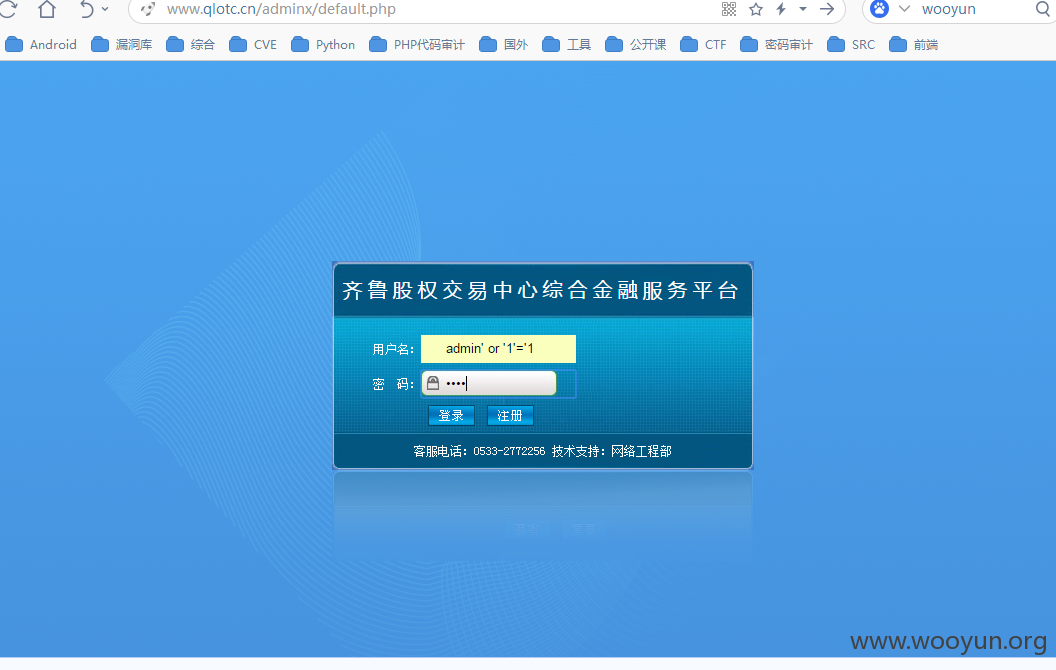 www.qlotc.cn/adminx/default.php wooyun
Android 漏洞库 综合 CVE Python PHP代码审计 国外 工具 公开课 CTF 密码审计 SRC 前端
齐鲁股权交易中心综合金融服务平台
用户名： admin' or '1'='1
密 码： ••••
登录 注册
客服电话：0533-2772256 技术支持：网络工程部
www.wooyun.org